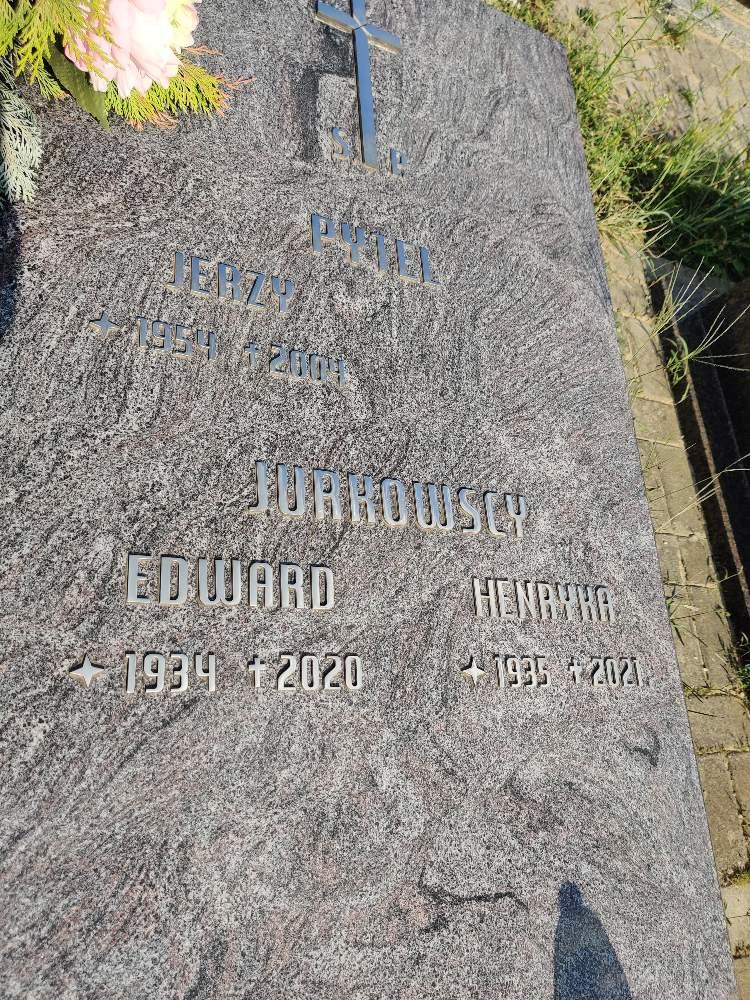 S P
PYTEL
JERZY
1954 2004
JURKOWSCY
EDWARD HENRYKA
1934 2020 1935 2021